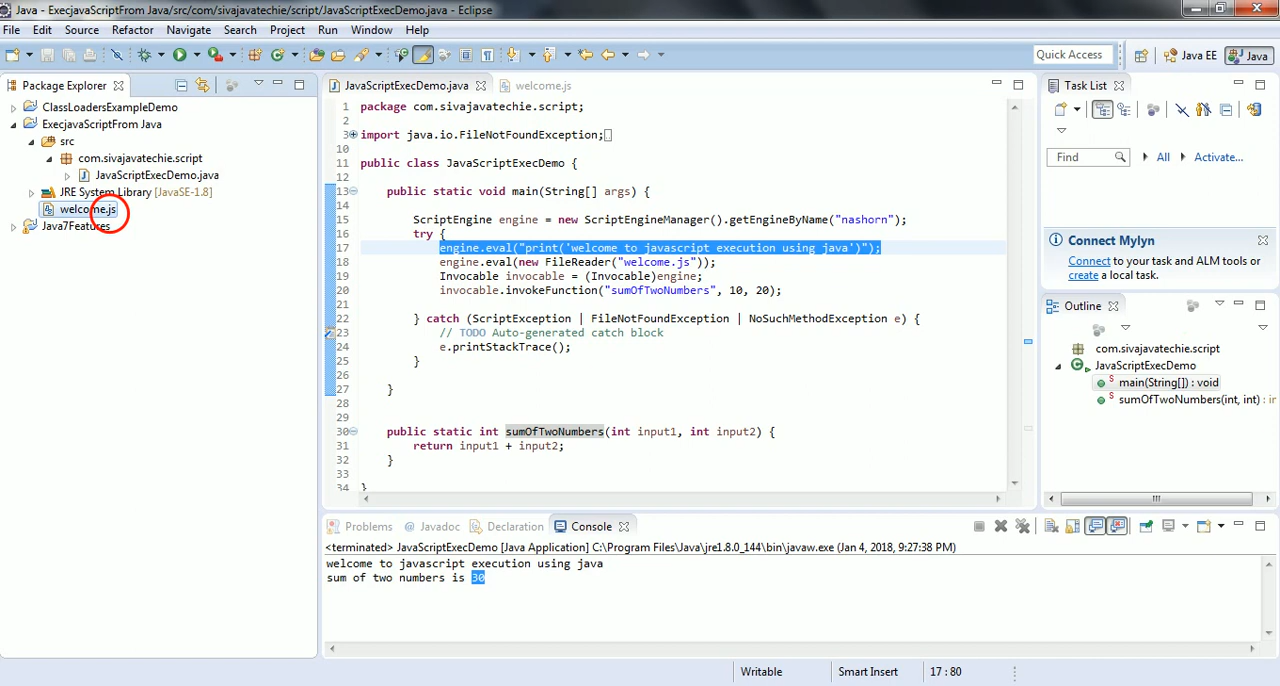 Java - ExecjavaScriptFrom Java/src/com/sivajavatechie/script/JavaScriptExecDemo.java - Eclipse
File Edit Source Refactor Navigate Search Project Run Window Help
Quick Access Java EE Java
Package Explorer
ClassLoadersExampleDemo
ExecjavaScriptFrom Java
src
com.sivajavatechie.script
JavaScriptExecDemo.java
JRE System Library [JavaSE-1.8]
welcome.js
Java7Features
JavaScriptExecDemo.java welcome.js
1 package com.sivajavatechie.script;
2
3 import java.io.FileNotFoundException;
10
11 public class JavaScriptExecDemo {
12
13 public static void main(String[] args) {
14
15 ScriptEngine engine = new ScriptEngineManager().getEngineByName("nashorn");
16 try {
17 engine.eval("print('welcome to javascript execution using java')");
18 engine.eval(new FileReader("welcome.js"));
19 Invocable invocable = (Invocable)engine;
20 invocable.invokeFunction("sumOfTwoNumbers", 10, 20);
21
22 } catch (ScriptException | FileNotFoundException | NoSuchMethodException e) {
23 // TODO Auto-generated catch block
24 e.printStackTrace();
25 }
26
27 }
28
29
30 public static int sumOfTwoNumbers(int input1, int input2) {
31 return input1 + input2;
32 }
33
34 }
Task List
Find All Activate...
Connect Mylyn
Connect to your task and ALM tools or
create a local task.
Outline
com.sivajavatechie.script
JavaScriptExecDemo
main(String[]) : void
sumOfTwoNumbers(int, int) : ir
Problems Javadoc Declaration Console
<terminated> JavaScriptExecDemo [Java Application] C:\Program Files\Java\jre1.8.0_144\bin\javaw.exe (Jan 4, 2018, 9:27:38 PM)
welcome to javascript execution using java
sum of two numbers is 30
Writable Smart Insert 17 : 80